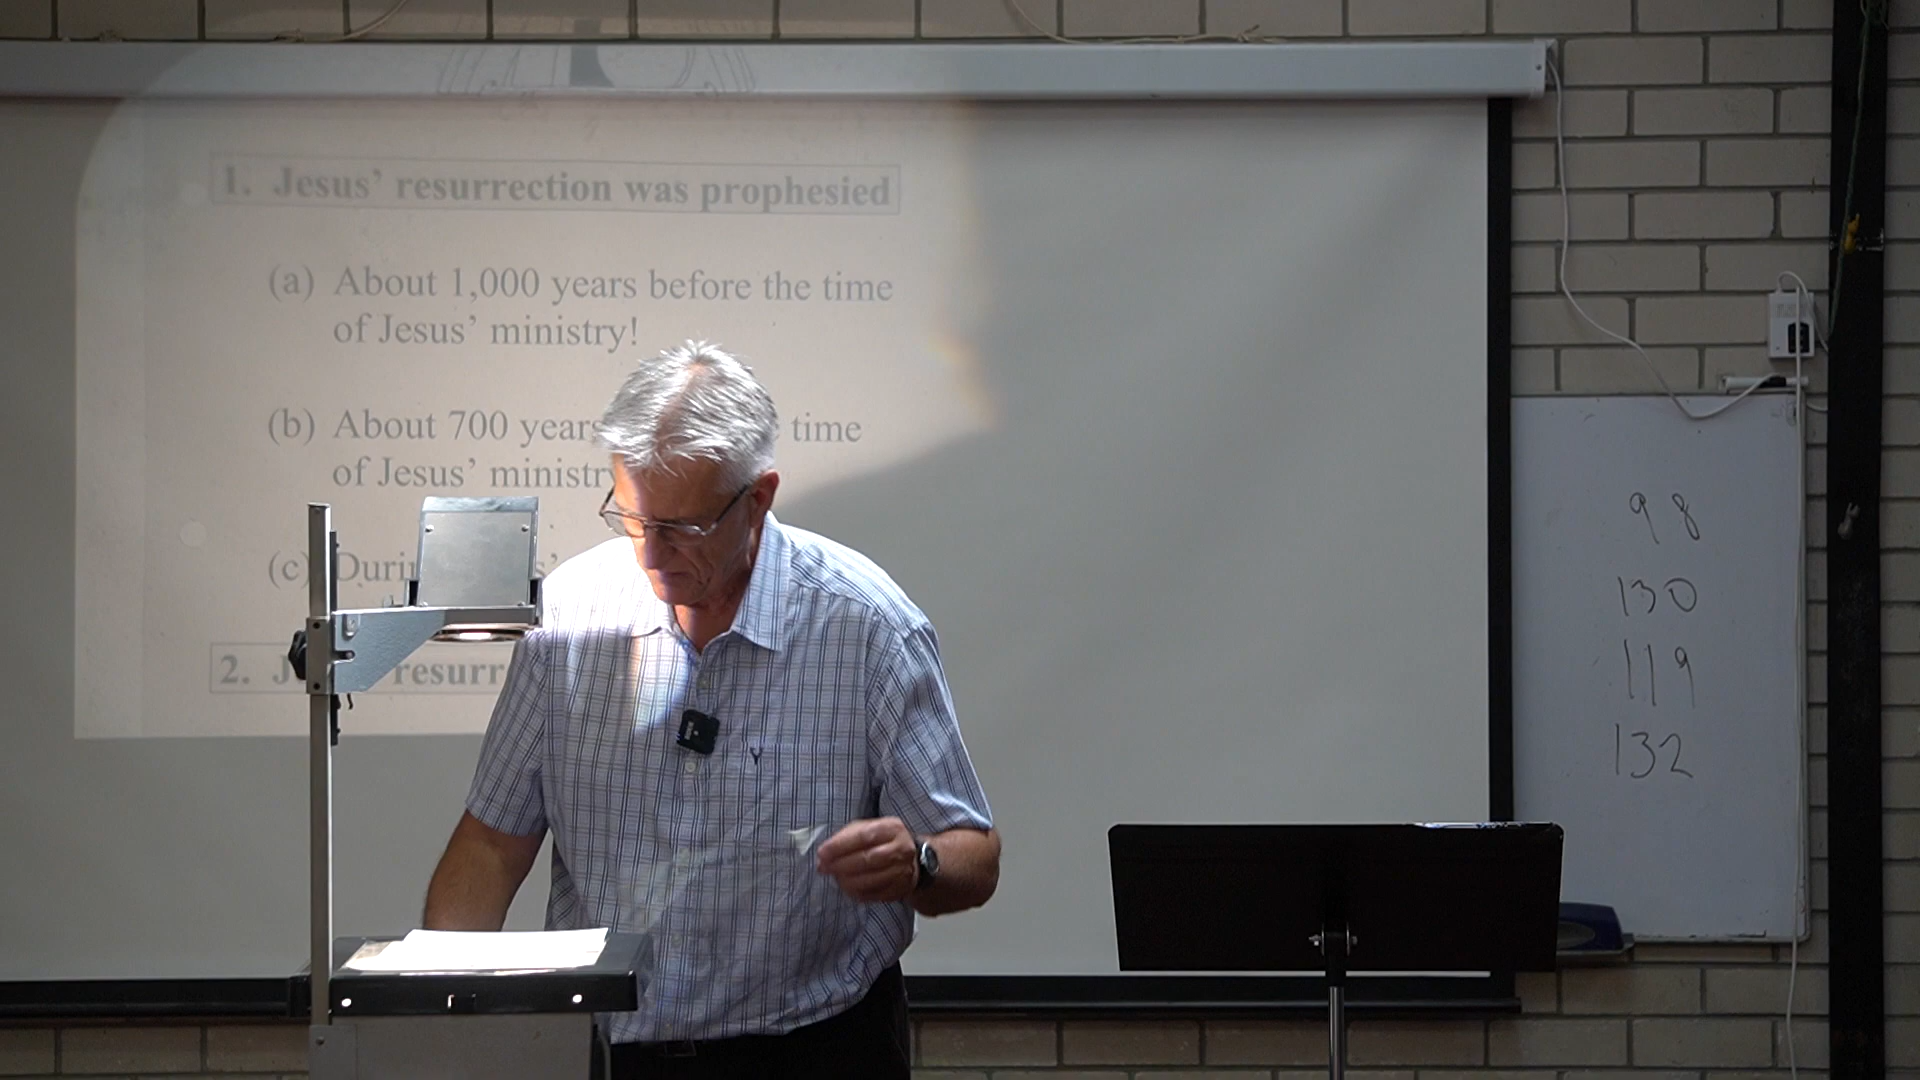 1. Jesus' resurrection was prophesied
(a) About 1,000 years before the time
of Jesus' ministry!
(b) About 700 years time
of Jesus' ministry
(c)
2. resurr
98
130
119
132